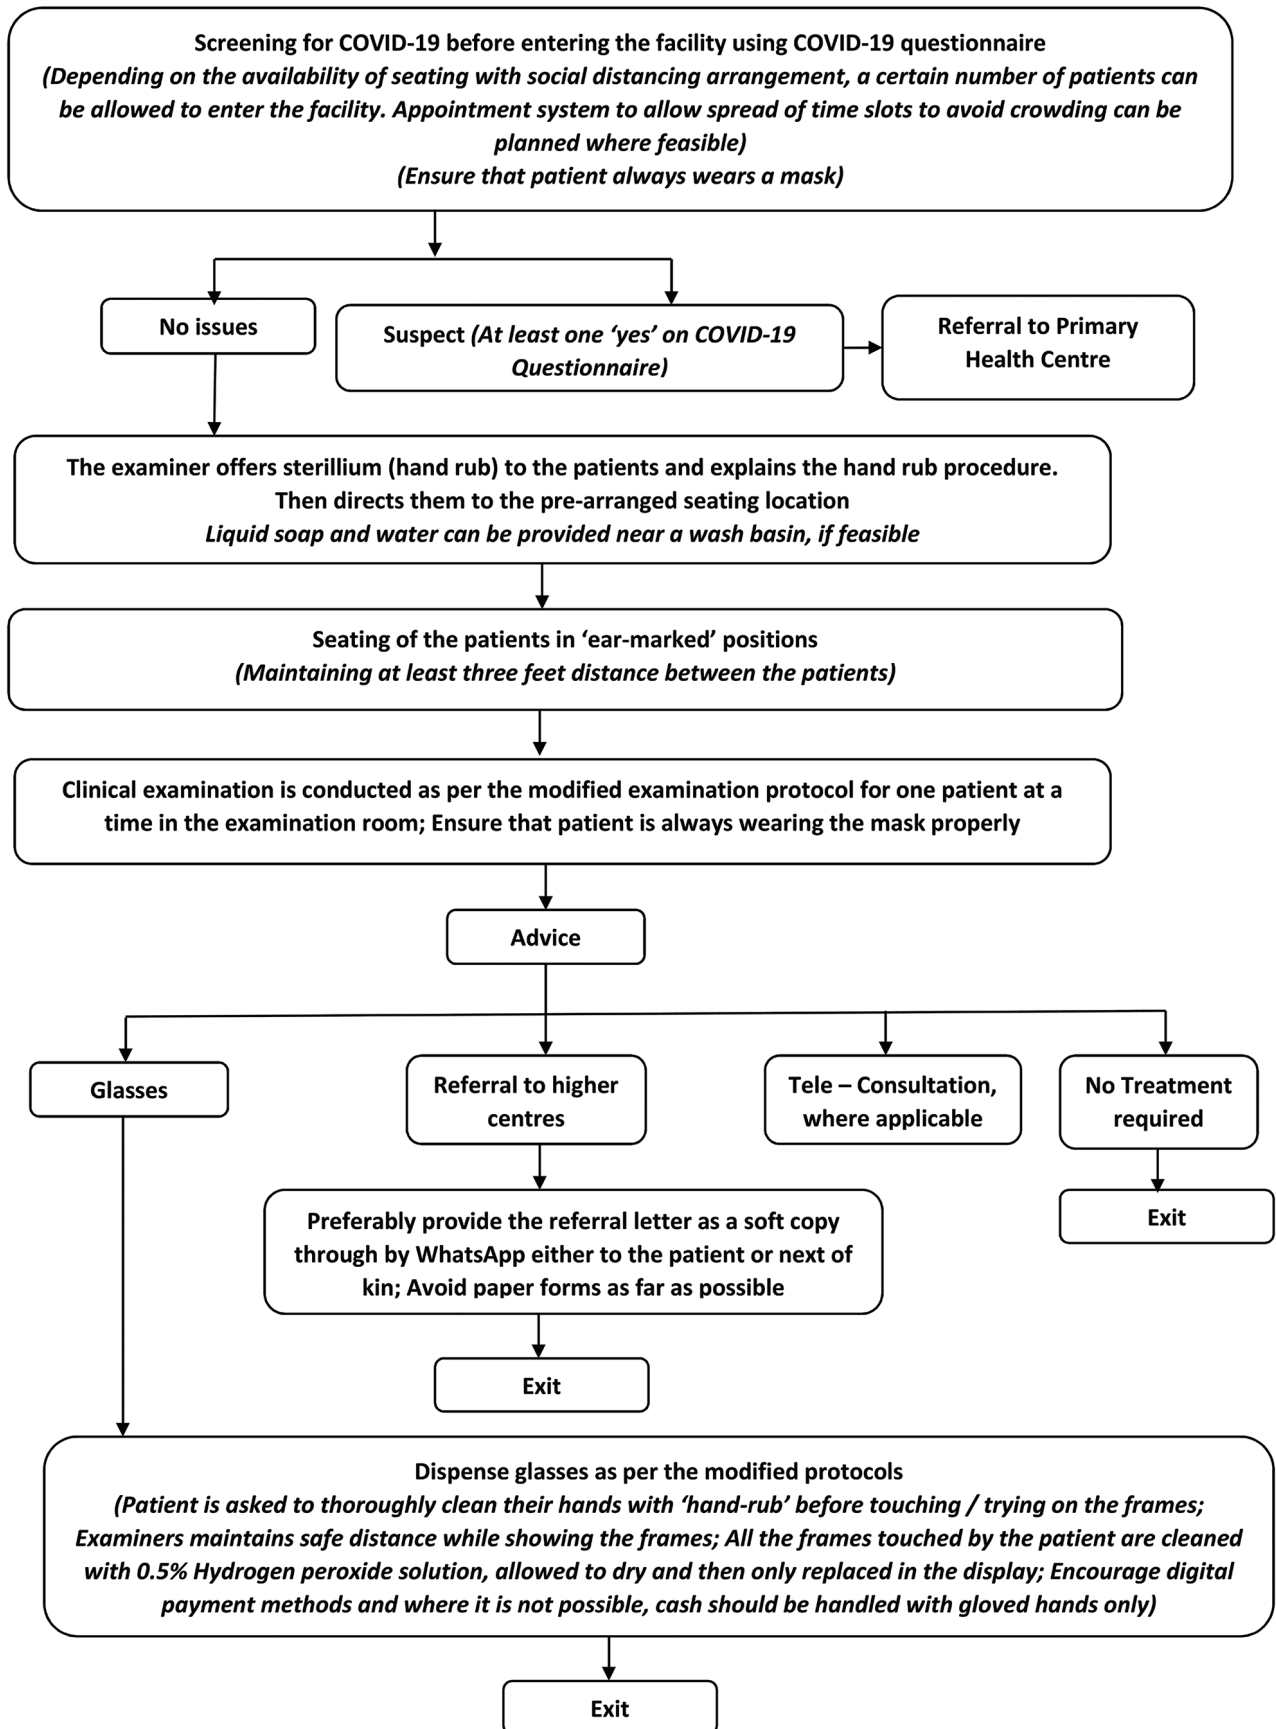 Screening for COVID-19 before entering the facility using COVID-19 questionnaire
(Depending on the availability of seating with social distancing arrangement, a certain number of patients can
be allowed to enter the facility. Appointment system to allow spread of time slots to avoid crowding can be
planned where feasible)
(Ensure that patient always wears a mask)
No issues
Suspect (At least one ‘yes’ on COVID-19
Questionnaire)
Referral to Primary
Health Centre
The examiner offers sterillium (hand rub) to the patients and explains the hand rub procedure.
Then directs them to the pre-arranged seating location
Liquid soap and water can be provided near a wash basin, if feasible
Seating of the patients in ‘ear-marked’ positions
(Maintaining at least three feet distance between the patients)
Clinical examination is conducted as per the modified examination protocol for one patient at a
time in the examination room; Ensure that patient is always wearing the mask properly
Advice
Glasses
Referral to higher
centres
Tele – Consultation,
where applicable
No Treatment
required
Preferably provide the referral letter as a soft copy
through by WhatsApp either to the patient or next of
kin; Avoid paper forms as far as possible
Exit
Exit
Dispense glasses as per the modified protocols
(Patient is asked to thoroughly clean their hands with ‘hand-rub’ before touching / trying on the frames;
Examiners maintains safe distance while showing the frames; All the frames touched by the patient are cleaned
with 0.5% Hydrogen peroxide solution, allowed to dry and then only replaced in the display; Encourage digital
payment methods and where it is not possible, cash should be handled with gloved hands only)
Exit